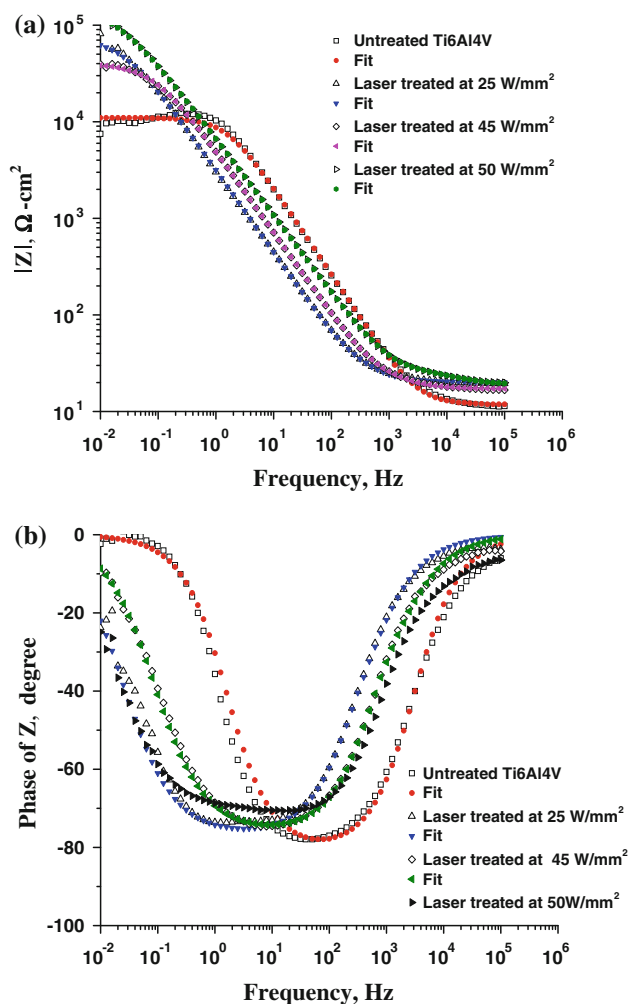 (a)
10^5
10^4
10^3
10^2
10^1
|Z|, Ω -cm^2
Untreated Ti6Al4V
Fit
Laser treated at 25 W/mm^2
Fit
Laser treated at 45 W/mm^2
Fit
Laser treated at 50 W/mm^2
Fit
10^-2 10^-1 10^0 10^1 10^2 10^3 10^4 10^5 10^6
Frequency, Hz
(b)
0
-20
-40
-60
-80
-100
Phase of Z, degree
Untreated Ti6Al4V
Fit
Laser treated at 25 W/mm^2
Fit
Laser treated at 45 W/mm^2
Fit
Laser treated at 50W/mm^2
10^-2 10^-1 10^0 10^1 10^2 10^3 10^4 10^5 10^6
Frequency, Hz